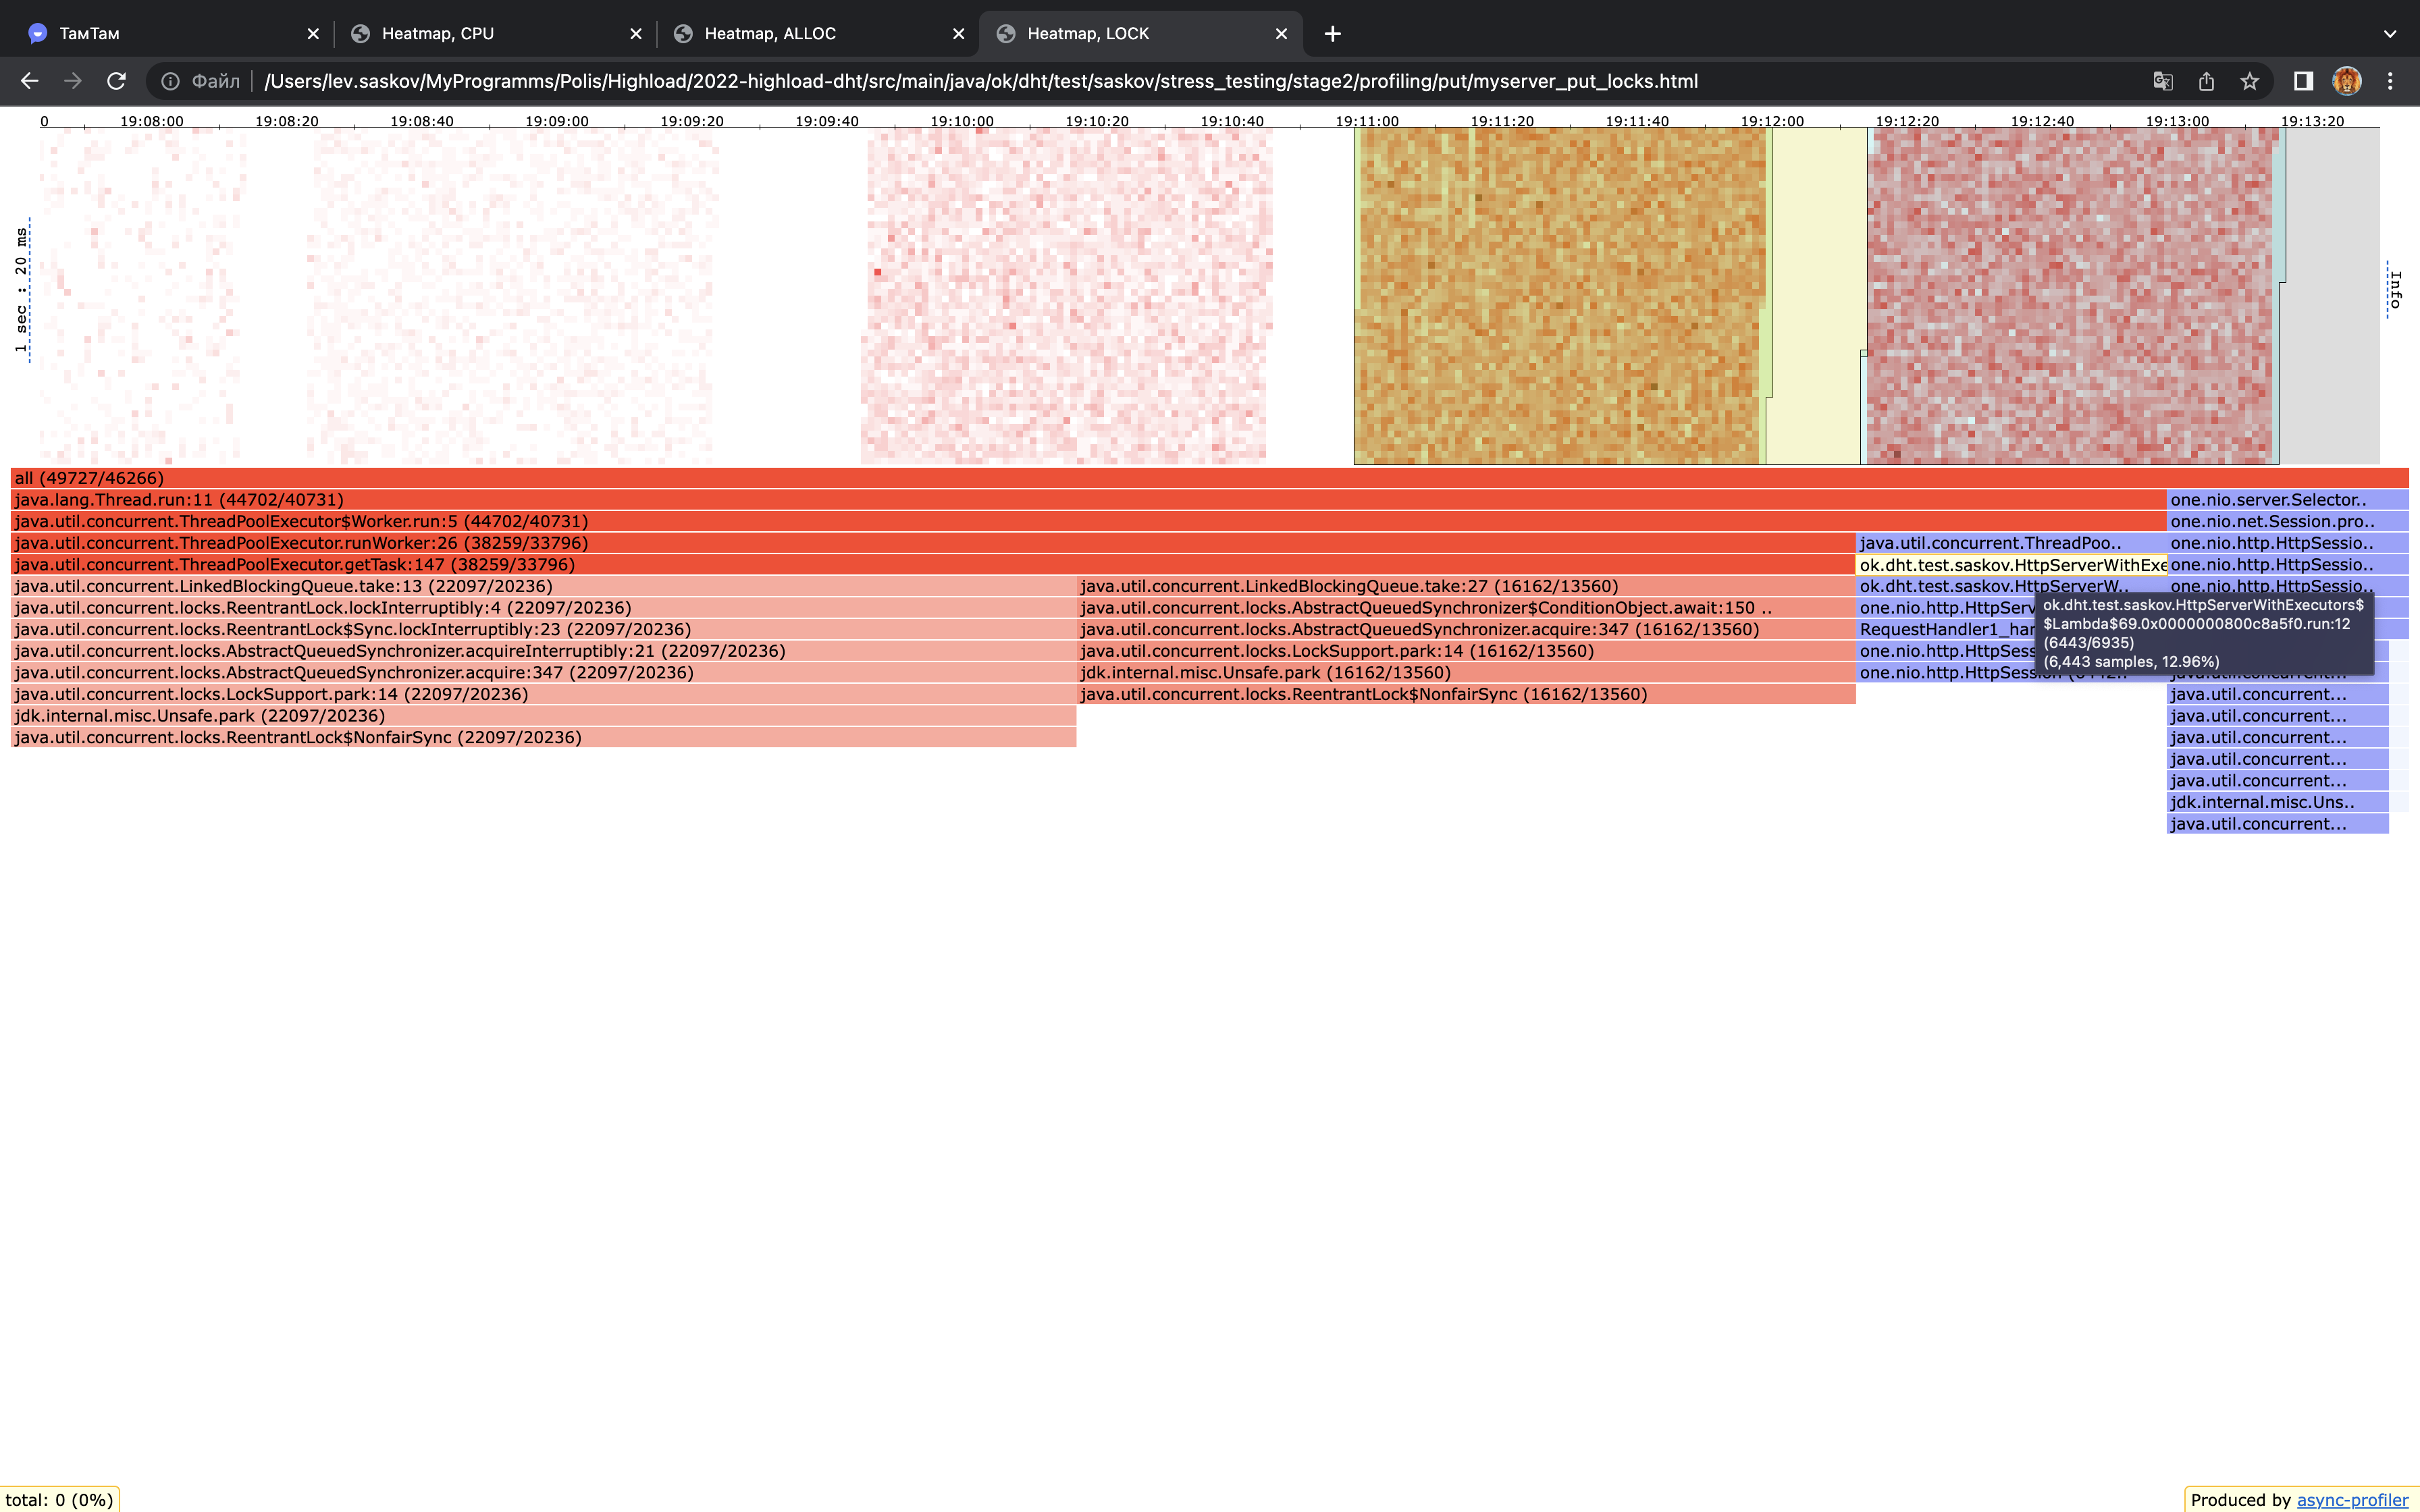 ТамТам
Heatmap, CPU
Heatmap, ALLOC
Heatmap, LOCK
Файл
/Users/lev.saskov/MyProgramms/Polis/Highload/2022-highload-dht/src/main/java/ok/dht/test/saskov/stress_testing/stage2/profiling/put/myserver_put_locks.html
0 19:08:00 19:08:20 19:08:40 19:09:00 19:09:20 19:09:40 19:10:00 19:10:20 19:10:40 19:11:00 19:11:20 19:11:40 19:12:00 19:12:20 19:12:40 19:13:00 19:13:20
1 sec : 20 ms
Info
all (49727/46266)
java.lang.Thread.run:11 (44702/40731)
one.nio.server.Selector..
java.util.concurrent.ThreadPoolExecutor$Worker.run:5 (44702/40731)
one.nio.net.Session.pro..
java.util.concurrent.ThreadPoolExecutor.runWorker:26 (38259/33796)
java.util.concurrent.ThreadPoo..
one.nio.http.HttpSessio..
java.util.concurrent.ThreadPoolExecutor.getTask:147 (38259/33796)
ok.dht.test.saskov.HttpServerWithExe
one.nio.http.HttpSessio..
java.util.concurrent.LinkedBlockingQueue.take:13 (22097/20236)
java.util.concurrent.LinkedBlockingQueue.take:27 (16162/13560)
ok.dht.test.saskov.HttpServerW..
one.nio.http.HttpSessio..
java.util.concurrent.locks.ReentrantLock.lockInterruptibly:4 (22097/20236)
java.util.concurrent.locks.AbstractQueuedSynchronizer$ConditionObject.await:150 ..
one.nio.http.HttpServ
java.util.concurrent.locks.ReentrantLock$Sync.lockInterruptibly:23 (22097/20236)
java.util.concurrent.locks.AbstractQueuedSynchronizer.acquire:347 (16162/13560)
RequestHandler1_har
java.util.concurrent.locks.AbstractQueuedSynchronizer.acquireInterruptibly:21 (22097/20236)
java.util.concurrent.locks.LockSupport.park:14 (16162/13560)
one.nio.http.HttpSess
java.util.concurrent.locks.AbstractQueuedSynchronizer.acquire:347 (22097/20236)
jdk.internal.misc.Unsafe.park (16162/13560)
one.nio.http.HttpSession
java.util.concurrent...
java.util.concurrent.locks.LockSupport.park:14 (22097/20236)
java.util.concurrent.locks.ReentrantLock$NonfairSync (16162/13560)
java.util.concurrent...
jdk.internal.misc.Unsafe.park (22097/20236)
java.util.concurrent...
java.util.concurrent.locks.ReentrantLock$NonfairSync (22097/20236)
java.util.concurrent...
java.util.concurrent...
java.util.concurrent...
jdk.internal.misc.Uns..
java.util.concurrent...
ok.dht.test.saskov.HttpServerWithExecutors$
$Lambda$69.0x0000000800c8a5f0.run:12
(6443/6935)
(6,443 samples, 12.96%)
total: 0 (0%)
Produced by async-profiler